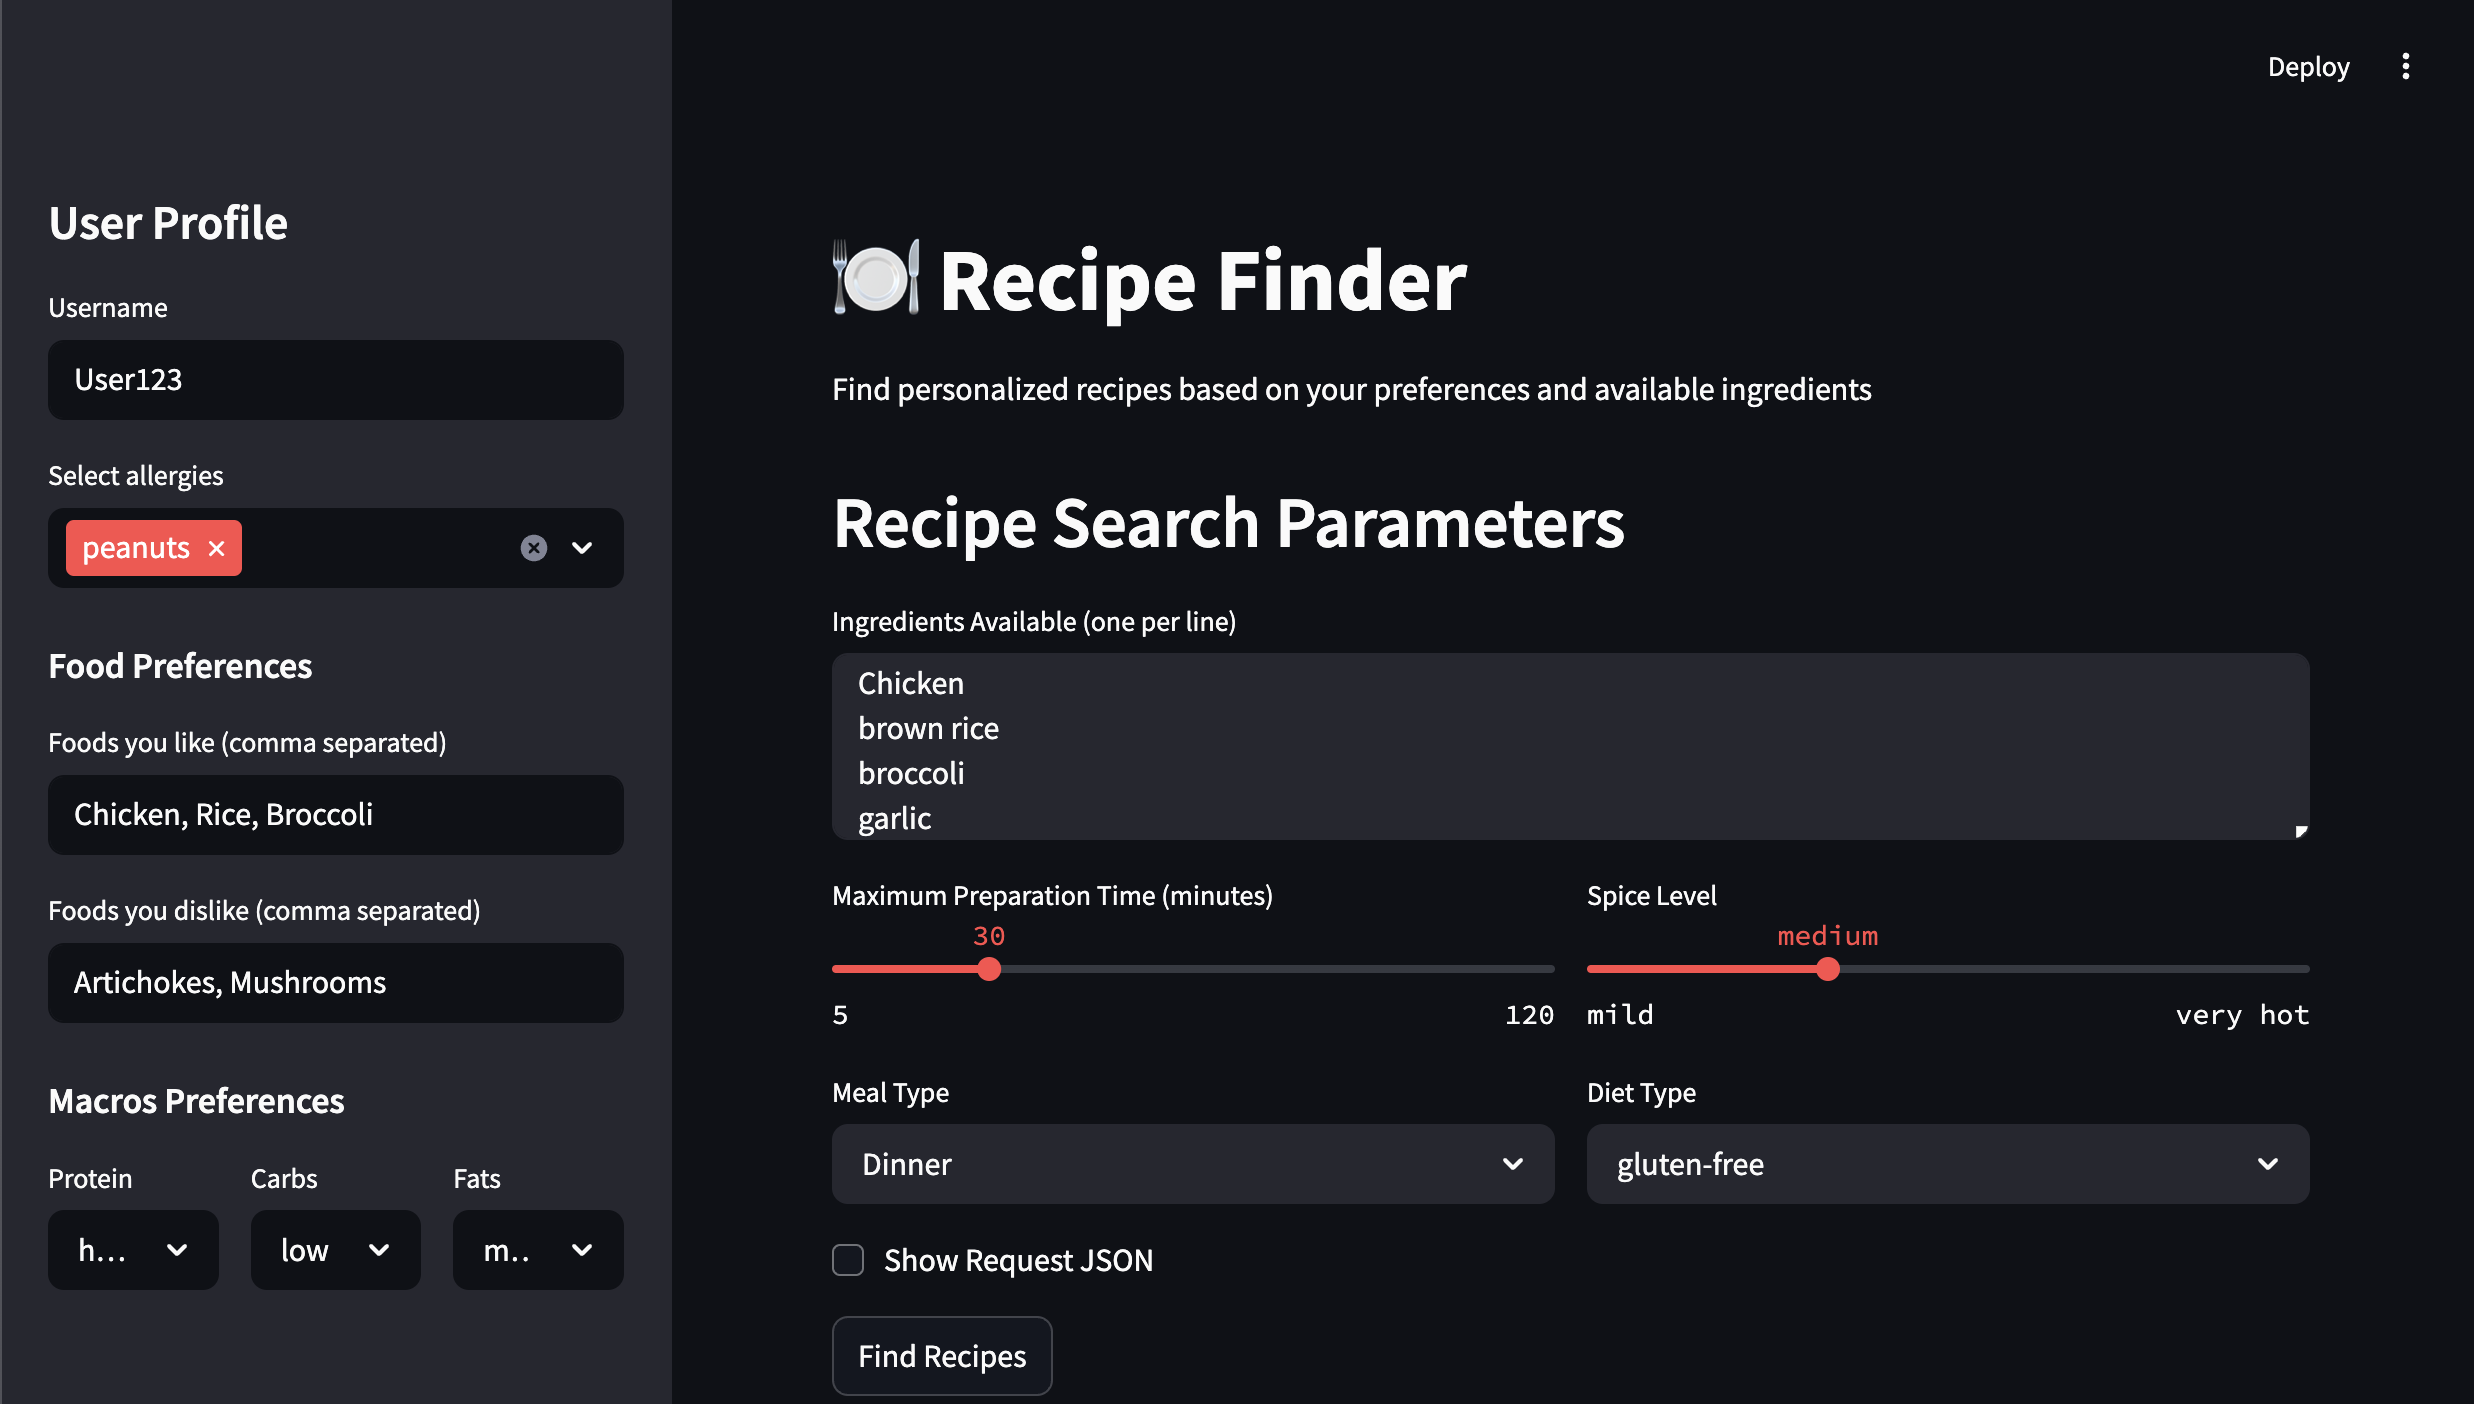 Deploy
User Profile
Username
User123
Select allergies
peanuts
Food Preferences
Foods you like (comma separated)
Chicken, Rice, Broccoli
Foods you dislike (comma separated)
Artichokes, Mushrooms
Macros Preferences
Protein Carbs Fats
h... low m..
Recipe Finder
Find personalized recipes based on your preferences and available ingredients
Recipe Search Parameters
Ingredients Available (one per line)
Chicken
brown rice
broccoli
garlic
Maximum Preparation Time (minutes)
30
5 120
Spice Level
medium
mild very hot
Meal Type
Dinner
Diet Type
gluten-free
Show Request JSON
Find Recipes